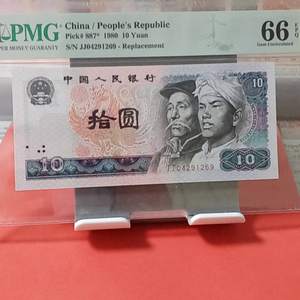 PMG
PAPER MONEY GUARANTY
China / People's Republic
Pick# 887* 1980 10 Yuan
S/N JJ04291269 - Replacement
66 EPQ
Gem Uncirculated
中国人民银行
10
拾圆
10
10
JJ04291269